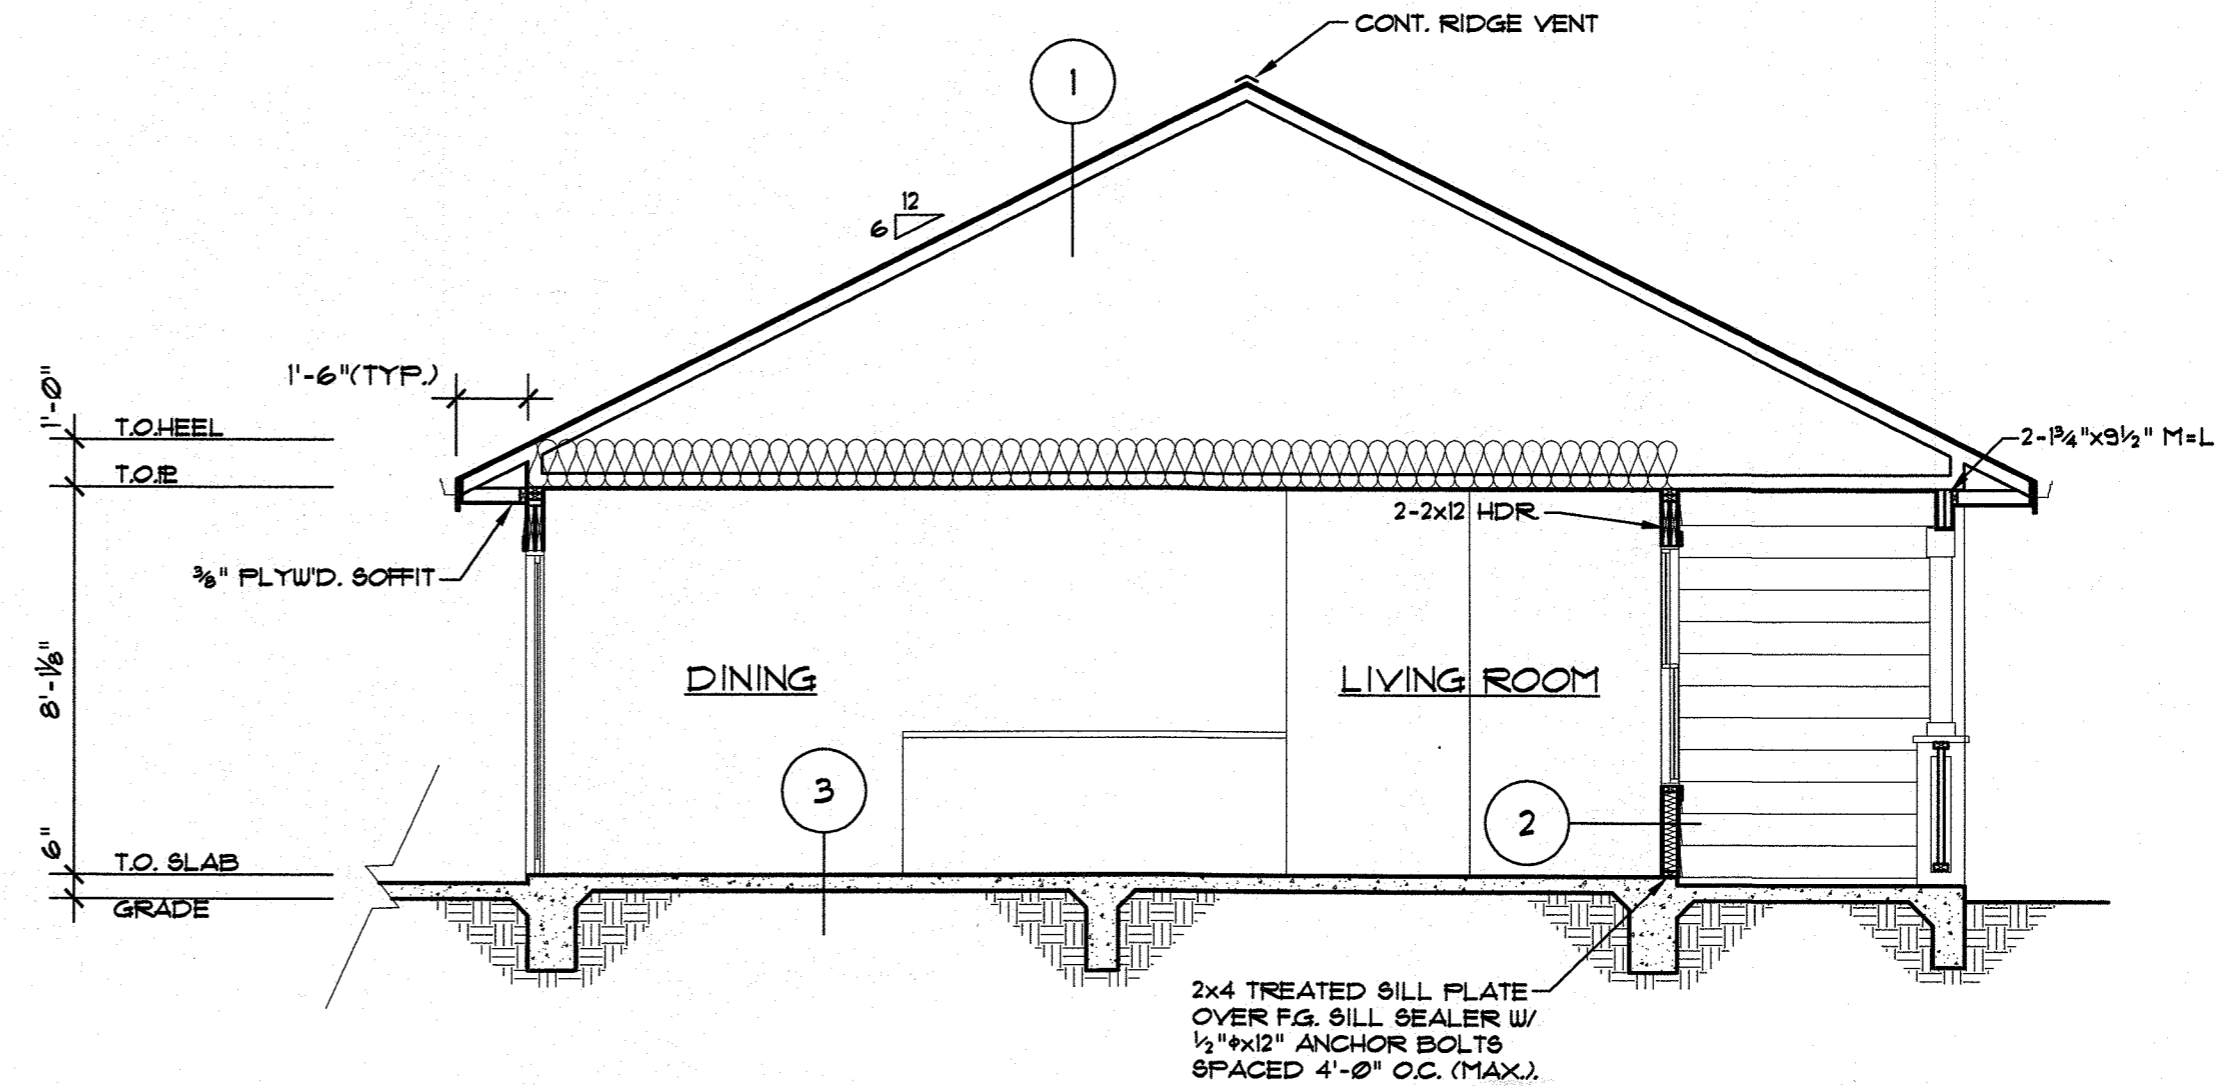 CONT. RIDGE VENT
1
12
6
1'-6"(TYP.)
1'-0"
T.O.HEEL
T.O.PL
2-1¾"x9½" M=L
2-2x12 HDR.
⅜" PLYW'D. SOFFIT
8'-1⅛"
DINING
LIVING ROOM
3
2
6"
T.O. SLAB
GRADE
2x4 TREATED SILL PLATE
OVER F.G. SILL SEALER W/
½"φx12" ANCHOR BOLTS
SPACED 4'-0" O.C. (MAX.).